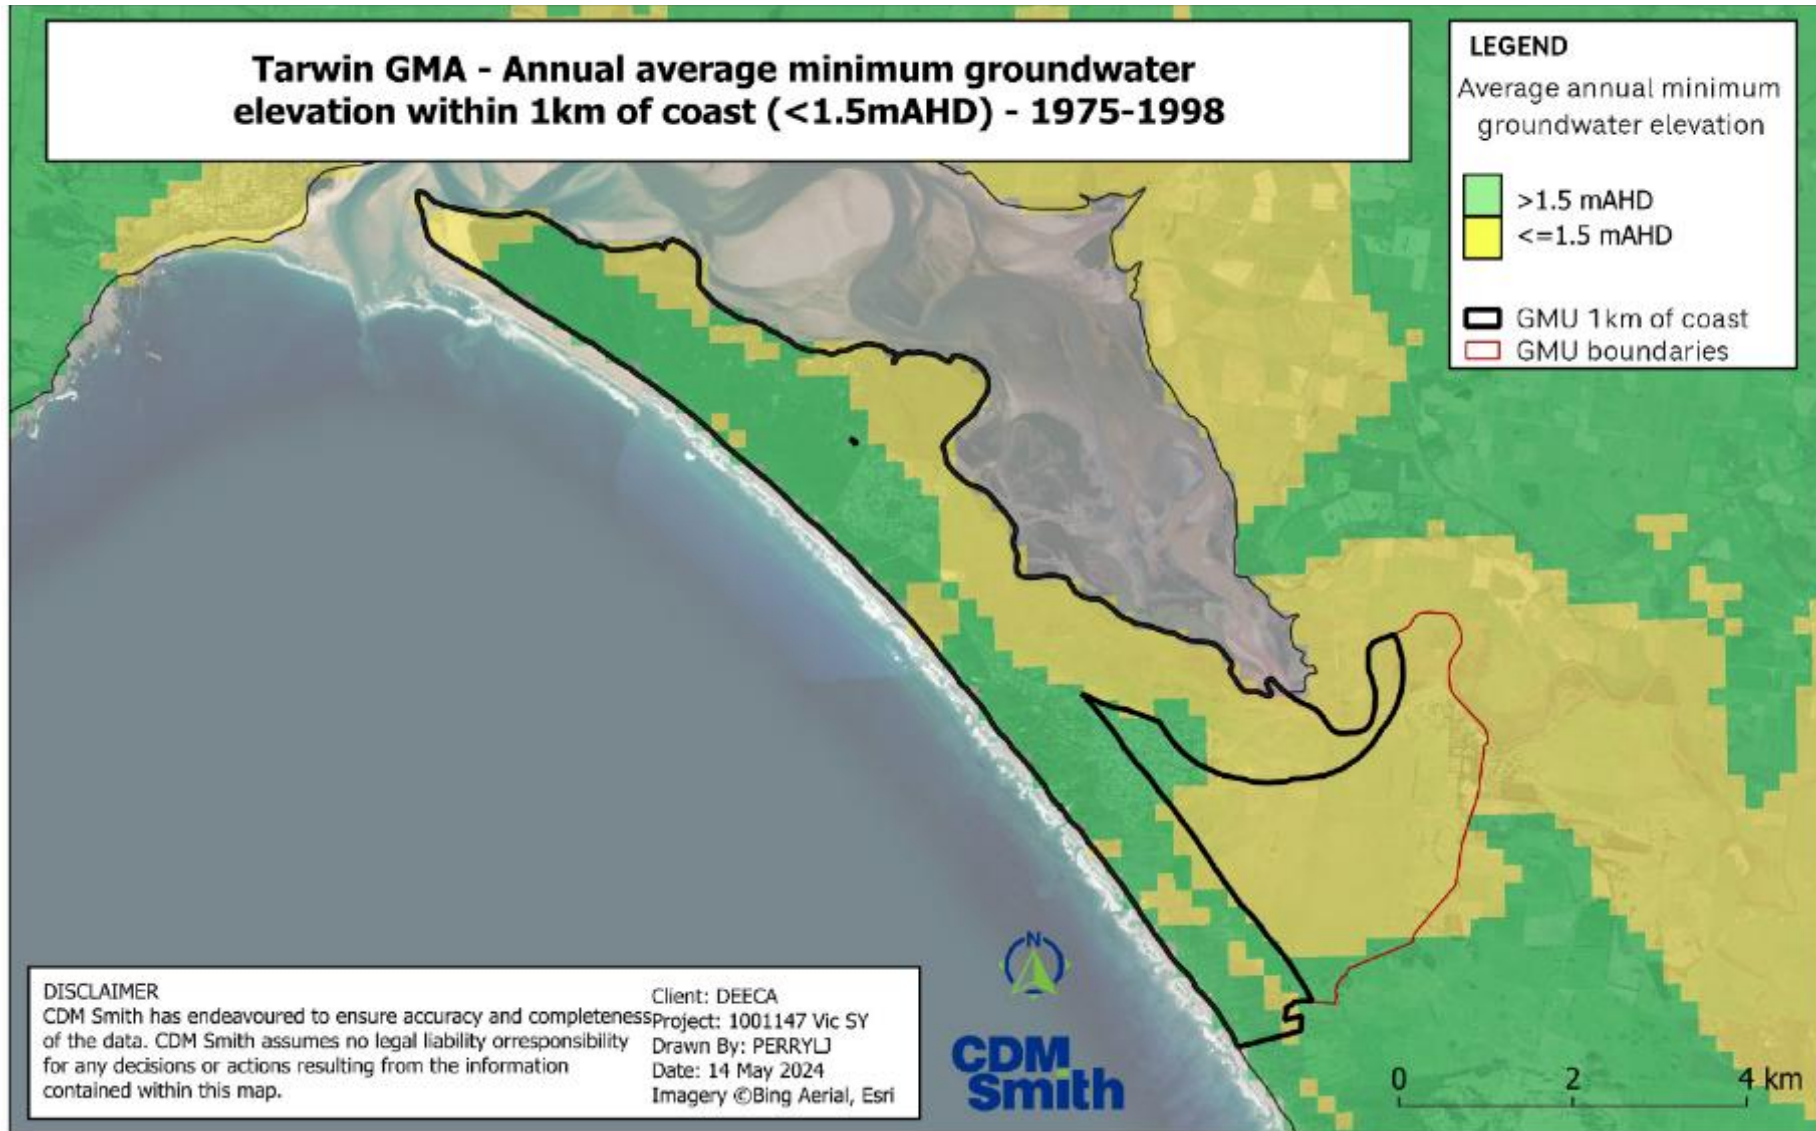 Tarwin GMA - Annual average minimum groundwater
elevation within 1km of coast (<1.5mAHD) - 1975-1998
LEGEND
Average annual minimum
groundwater elevation
>1.5 mAHD
<=1.5 mAHD
GMU 1km of coast
GMU boundaries
DISCLAIMER
CDM Smith has endeavoured to ensure accuracy and completeness
of the data. CDM Smith assumes no legal liability orresponsibility
for any decisions or actions resulting from the information
contained within this map.
Client: DEECA
Project: 1001147 Vic SY
Drawn By: PERRYLJ
Date: 14 May 2024
Imagery ©Bing Aerial, Esri
N
CDM
Smith
0 2 4 km